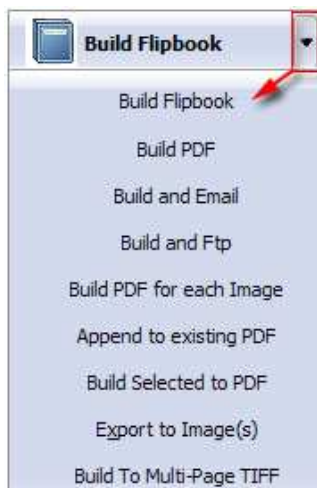 Build Flipbook
Build Flipbook
Build PDF
Build and Email
Build and Ftp
Build PDF for each Image
Append to existing PDF
Build Selected to PDF
Export to Image(s)
Build To Multi-Page TIFF